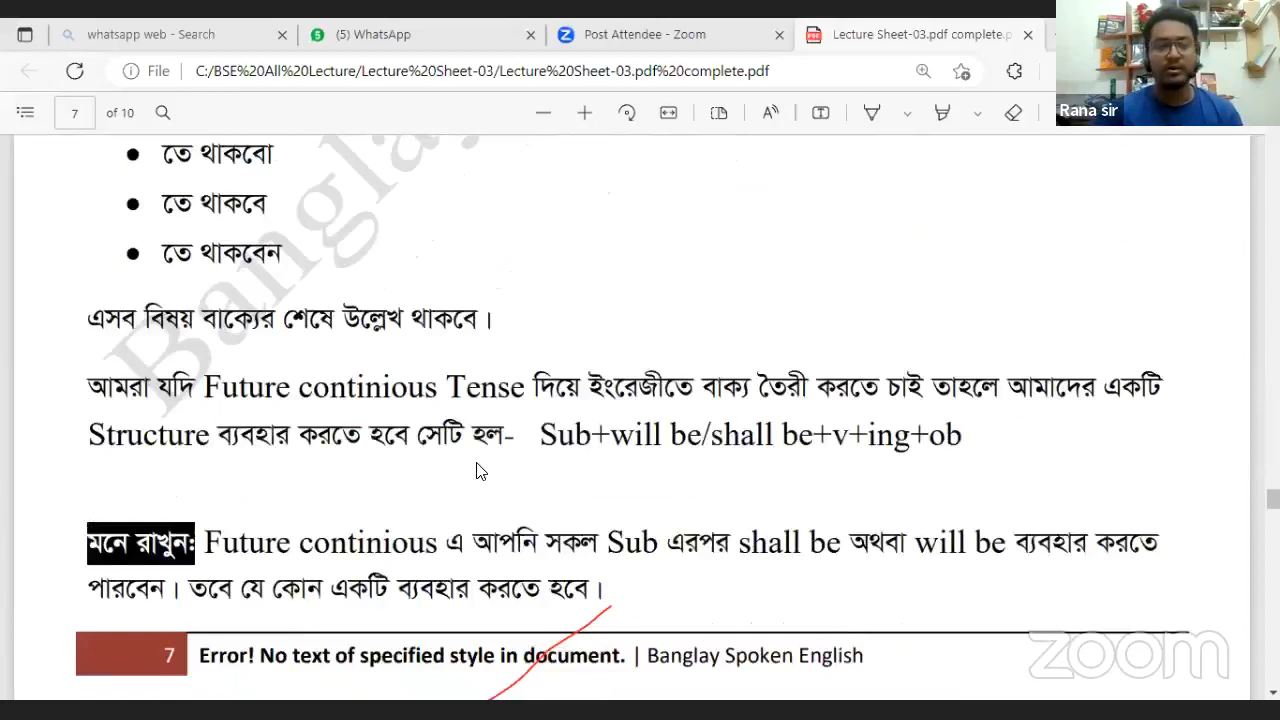 whatsapp web - Search
(5) WhatsApp
Post Attendee - Zoom
Lecture Sheet-03.pdf complete.p
File C:/BSE%20All%20Lecture/Lecture%20Sheet-03/Lecture%20Sheet-03.pdf%20complete.pdf
7 of 10
Rana sir
Banglay
• তে থাকবো
• তে থাকবে
• তে থাকবেন
এসব বিষয় বাক্যের শেষে উল্লেখ থাকবে।
আমরা যদি Future continious Tense দিয়ে ইংরেজীতে বাক্য তৈরী করতে চাই তাহলে আমাদের একটি
Structure ব্যবহার করতে হবে সেটি হল- Sub+will be/shall be+v+ing+ob
মনে রাখুন: Future continious এ আপনি সকল Sub এরপর shall be অথবা will be ব্যবহার করতে
পারবেন। তবে যে কোন একটি ব্যবহার করতে হবে।
7 Error! No text of specified style in document. | Banglay Spoken English
zoom